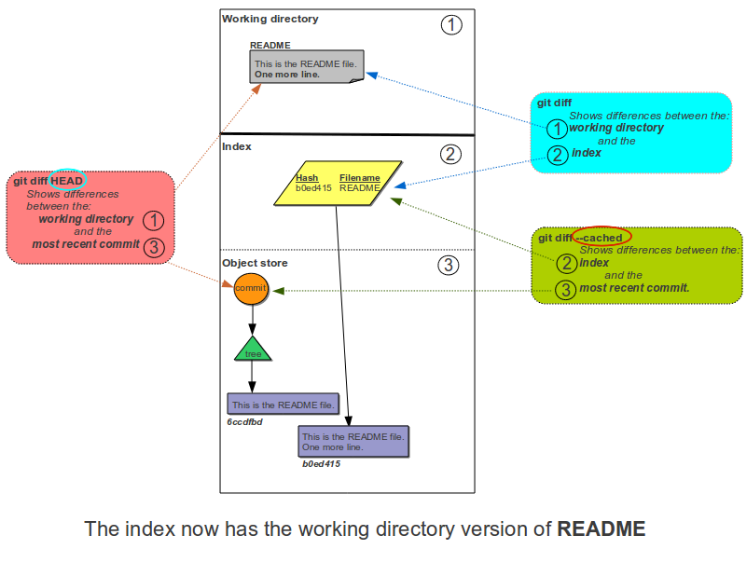 Working directory
1
README
This is the README file.
One more line.
git diff
Shows differences between the:
1 working directory
and the
2 index
Index
2
Hash Filename
b0ed415 README
git diff HEAD
Shows differences
between the:
working directory 1
and the
most recent commit 3
git diff --cached
Shows differences between the:
2 index
and the
3 most recent commit.
Object store
3
commit
tree
This is the README file.
6ccdfbd
This is the README file.
One more line.
b0ed415
The index now has the working directory version of README